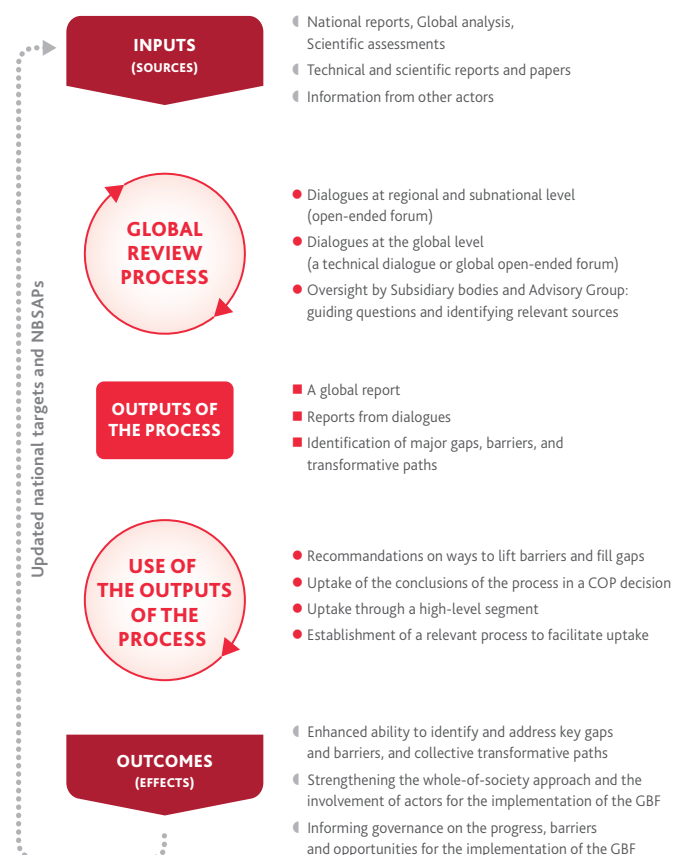 INPUTS
(SOURCES)
National reports, Global analysis,
Scientific assessments
Technical and scientific reports and papers
Information from other actors
GLOBAL
REVIEW
PROCESS
Dialogues at regional and subnational level
(open-ended forum)
Dialogues at the global level
(a technical dialogue or global open-ended forum)
Oversight by Subsidiary bodies and Advisory Group:
guiding questions and identifying relevant sources
Updated national targets and NBSAPs
OUTPUTS OF
THE PROCESS
A global report
Reports from dialogues
Identification of major gaps, barriers, and
transformative paths
USE OF
THE OUTPUTS
OF THE
PROCESS
Recommandations on ways to lift barriers and fill gaps
Uptake of the conclusions of the process in a COP decision
Uptake through a high-level segment
Establishment of a relevant process to facilitate uptake
OUTCOMES
(EFFECTS)
Enhanced ability to identify and address key gaps
and barriers, and collective transformative paths
Strengthening the whole-of-society approach and the
involvement of actors for the implementation of the GBF
Informing governance on the progress, barriers
and opportunities for the implementation of the GBF